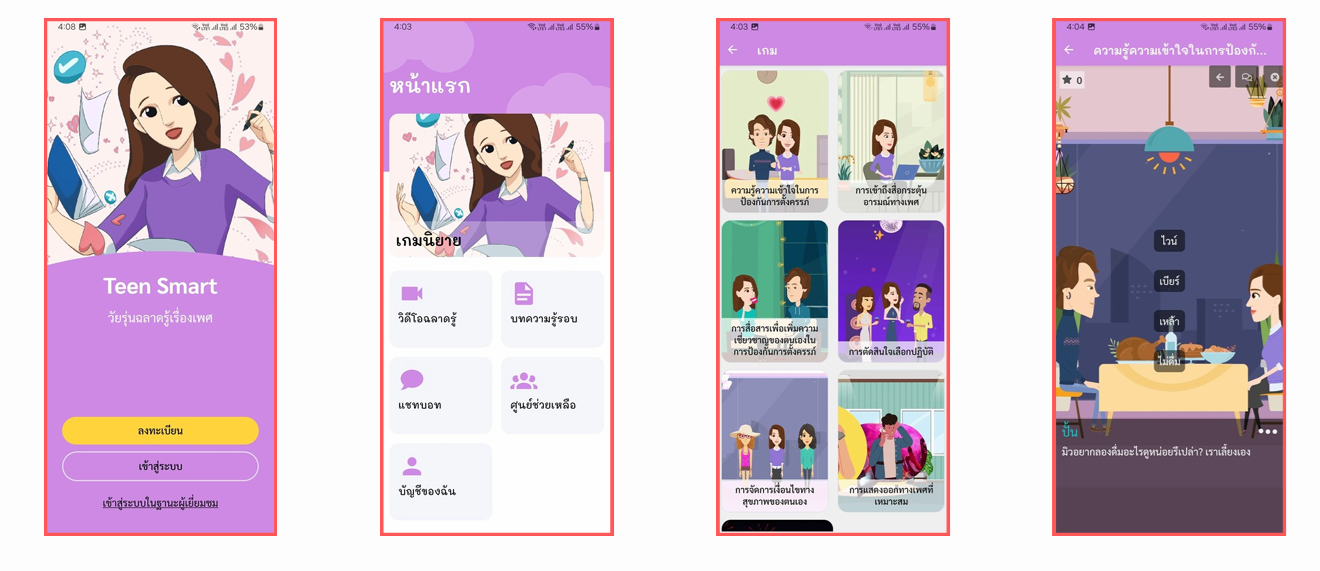 4:08
53%
Teen Smart
วัยรุ่นฉลาดรู้เรื่องเพศ
ลงทะเบียน
เข้าสู่ระบบ
เข้าสู่ระบบในฐานะผู้เยี่ยมชม
4:03
55%
หน้าแรก
เกมนิยาย
วิดีโอฉลาดรู้
บทความรู้รอบ
แชทบอท
ศูนย์ช่วยเหลือ
บัญชีของฉัน
4:03
55%
เกม
ความรู้ความเข้าใจในการ
ป้องกันการตั้งครรภ์
การเข้าถึงสื่อกระตุ้น
อารมณ์ทางเพศ
การสื่อสารเพื่อเพิ่มความ
เชี่ยวชาญของตนเองใน
การป้องกันการตั้งครรภ์
การตัดสินใจเลือกปฏิบัติ
การจัดการเงื่อนไขทาง
สุขภาพของตนเอง
การแสดงออกทางเพศที่
เหมาะสม
4:04
55%
ความรู้ความเข้าใจในการป้องกั...
0
ไวน์
เบียร์
เหล้า
ไม่ดื่ม
ปั้น
มิวอยากลองดื่มอะไรดูหน่อยรึเปล่า? เราเลี้ยงเอง